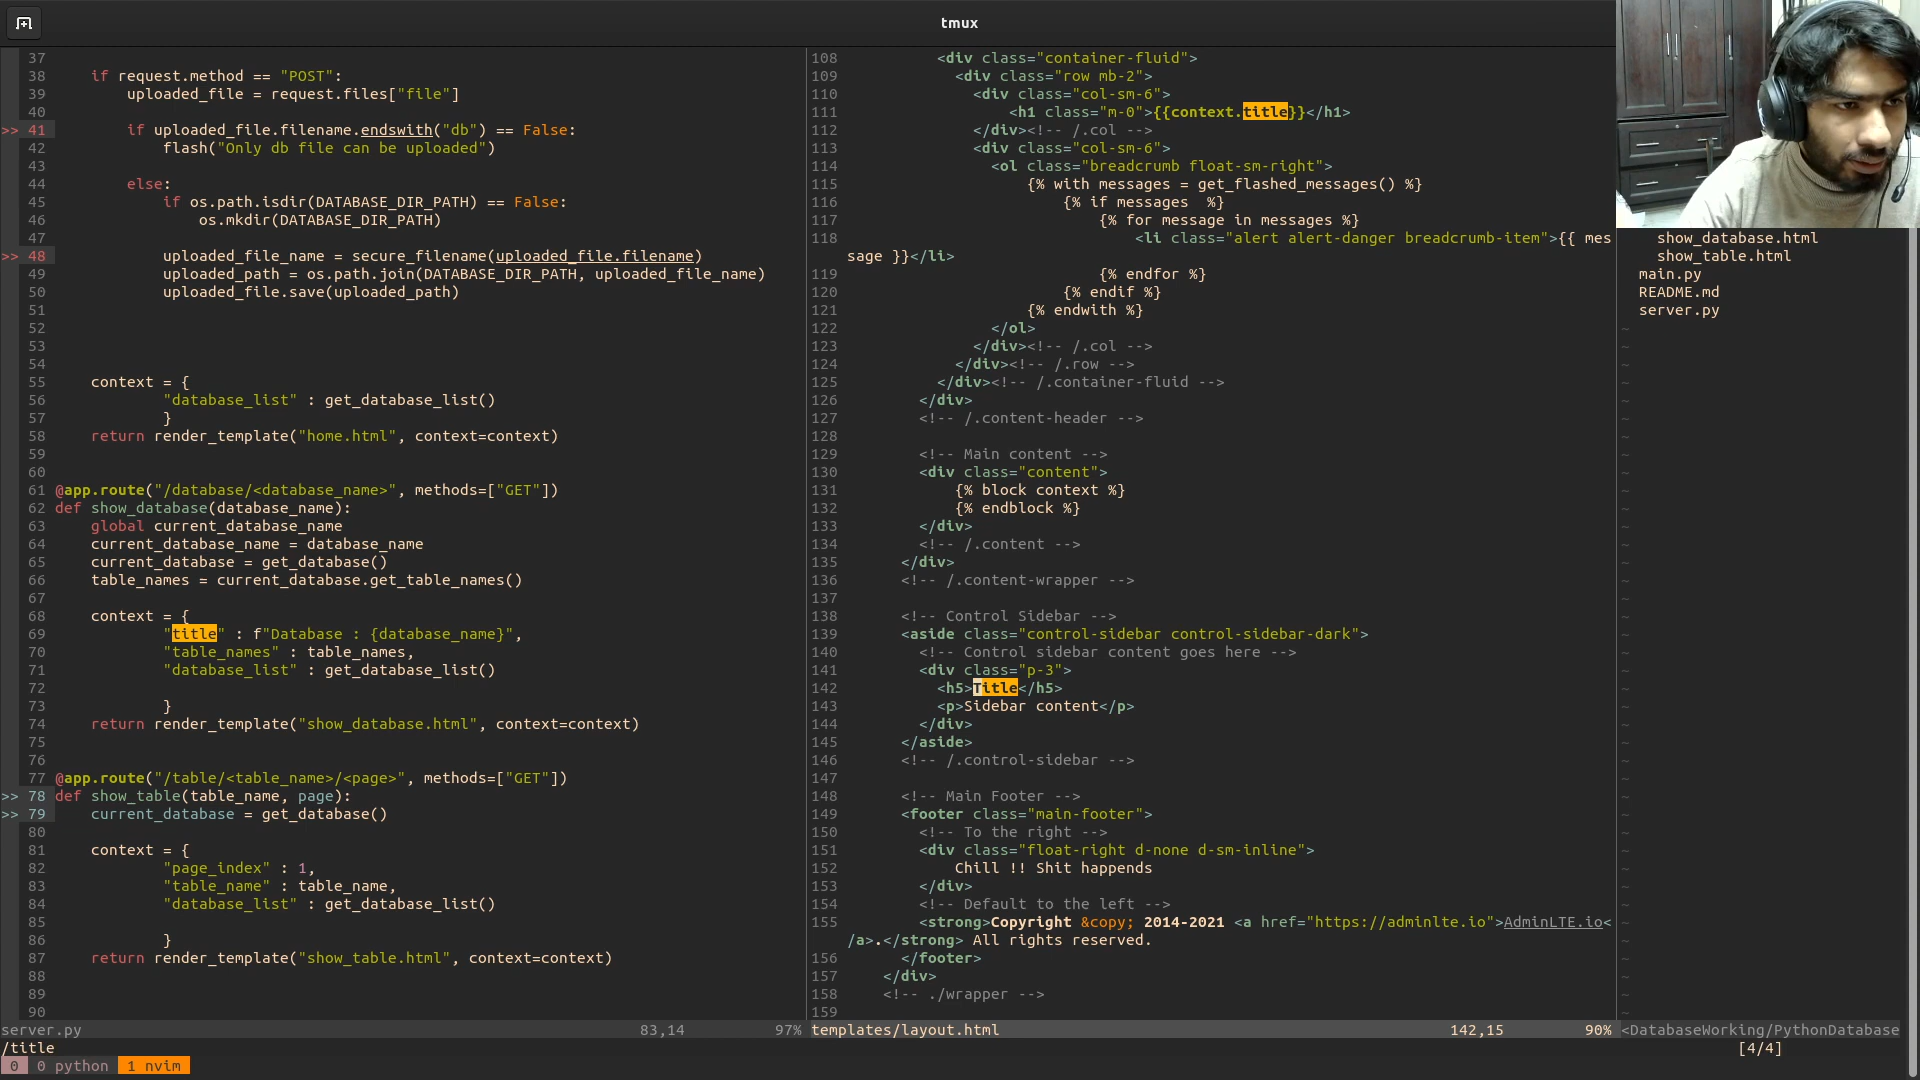 tmux
37
38     if request.method == "POST":
39         uploaded_file = request.files["file"]
40
>> 41         if uploaded_file.filename.endswith("db") == False:
42             flash("Only db file can be uploaded")
43
44         else:
45             if os.path.isdir(DATABASE_DIR_PATH) == False:
46                 os.mkdir(DATABASE_DIR_PATH)
47
>> 48             uploaded_file_name = secure_filename(uploaded_file.filename)
49             uploaded_path = os.path.join(DATABASE_DIR_PATH, uploaded_file_name)
50             uploaded_file.save(uploaded_path)
51
52
53
54
55     context = {
56             "database_list" : get_database_list()
57             }
58     return render_template("home.html", context=context)
59
60
61 @app.route("/database/<database_name>", methods=["GET"])
62 def show_database(database_name):
63     global current_database_name
64     current_database_name = database_name
65     current_database = get_database()
66     table_names = current_database.get_table_names()
67
68     context = {
69             "title" : f"Database : {database_name}",
70             "table_names" : table_names,
71             "database_list" : get_database_list()
72
73             }
74     return render_template("show_database.html", context=context)
75
76
77 @app.route("/table/<table_name>/<page>", methods=["GET"])
>> 78 def show_table(table_name, page):
>> 79     current_database = get_database()
80
81     context = {
82             "page_index" : 1,
83             "table_name" : table_name,
84             "database_list" : get_database_list()
85
86             }
87     return render_template("show_table.html", context=context)
88
89
90
server.py 83,14 97%
108           <div class="container-fluid">
109             <div class="row mb-2">
110               <div class="col-sm-6">
111                   <h1 class="m-0">{{context.title}}</h1>
112               </div><!-- /.col -->
113               <div class="col-sm-6">
114                 <ol class="breadcrumb float-sm-right">
115                     {% with messages = get_flashed_messages() %}
116                         {% if messages  %}
117                             {% for message in messages %}
118                                 <li class="alert alert-danger breadcrumb-item">{{ mes
sage }}</li>
119                             {% endfor %}
120                         {% endif %}
121                     {% endwith %}
122                 </ol>
123               </div><!-- /.col -->
124             </div><!-- /.row -->
125           </div><!-- /.container-fluid -->
126         </div>
127         <!-- /.content-header -->
128
129         <!-- Main content -->
130         <div class="content">
131             {% block context %}
132             {% endblock %}
133         </div>
134         <!-- /.content -->
135       </div>
136       <!-- /.content-wrapper -->
137
138       <!-- Control Sidebar -->
139       <aside class="control-sidebar control-sidebar-dark">
140         <!-- Control sidebar content goes here -->
141         <div class="p-3">
142           <h5>Title</h5>
143           <p>Sidebar content</p>
144         </div>
145       </aside>
146       <!-- /.control-sidebar -->
147
148       <!-- Main Footer -->
149       <footer class="main-footer">
150         <!-- To the right -->
151         <div class="float-right d-none d-sm-inline">
152             Chill !! Shit happends
153         </div>
154         <!-- Default to the left -->
155         <strong>Copyright &copy; 2014-2021 <a href="https://adminlte.io">AdminLTE.io<
/a>.</strong> All rights reserved.
156       </footer>
157     </div>
158     <!-- ./wrapper -->
159
templates/layout.html 142,15 90%
show_database.html
show_table.html
main.py
README.md
server.py
<DatabaseWorking/PythonDatabase
/title [4/4]
0 0 python 1 nvim